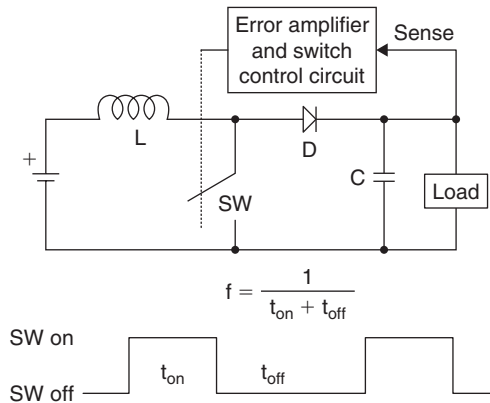 Error amplifier
and switch
control circuit
Sense
L
D
+
SW
C
Load
f = 1 / (t_on + t_off)
SW on
t_on
t_off
SW off